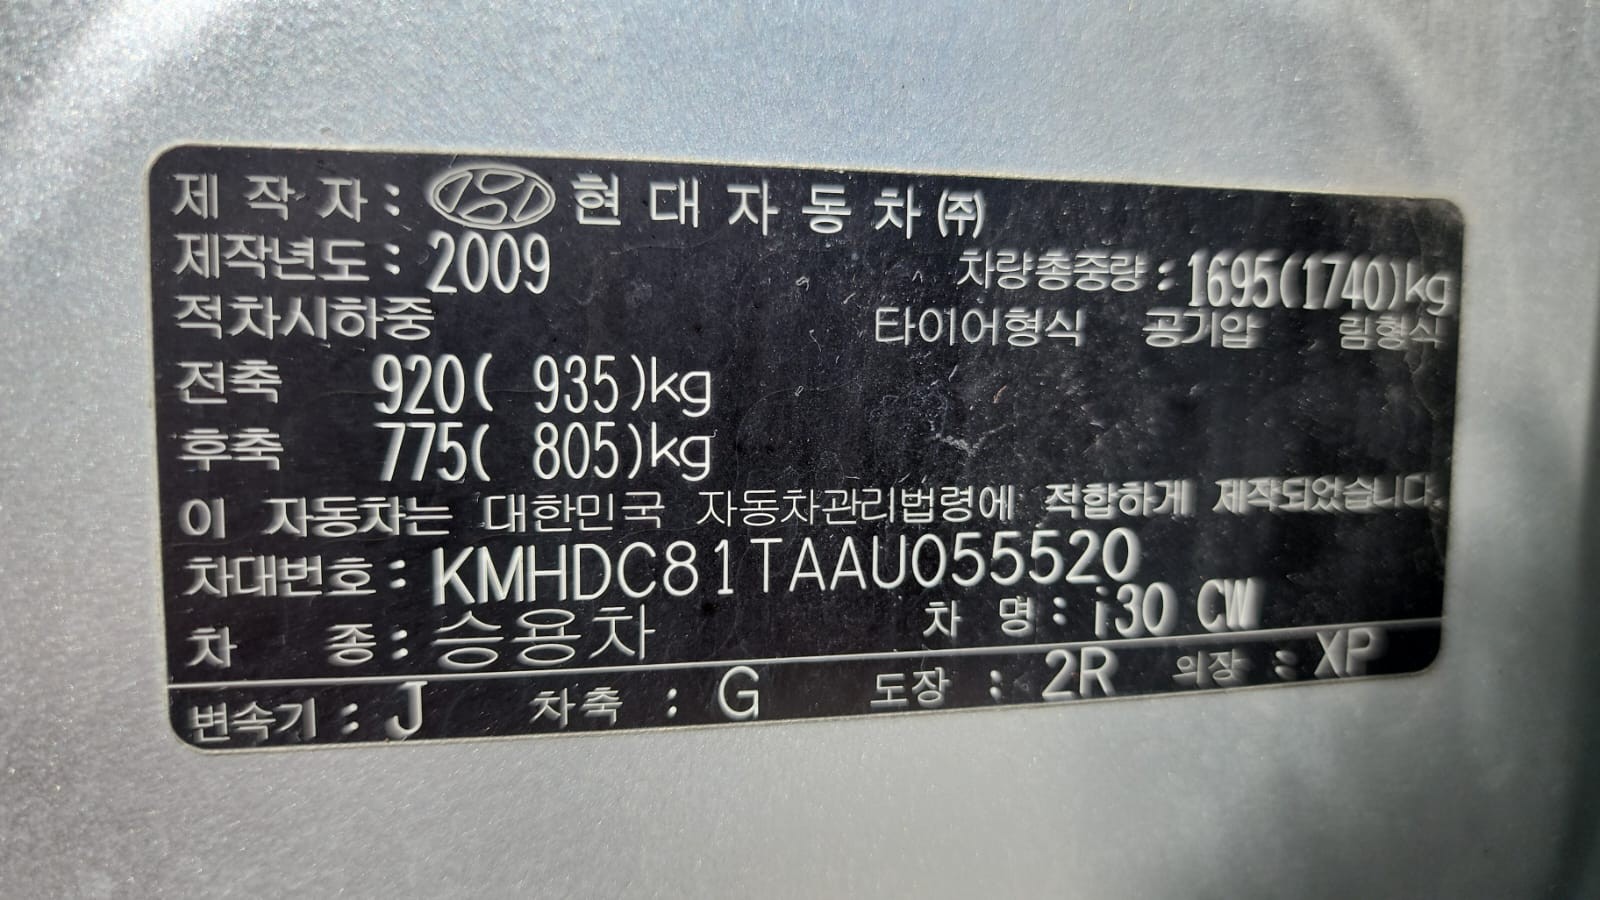 제 작 자 : 현 대 자 동 차 ㈜
제작년도 : 2009 차량총중량 : 1695(1740)kg
적차시하중 타이어형식 공기압 림형식
전축 920( 935)kg
후축 775( 805)kg
이 자동차는 대한민국 자동차관리법령에 적합하게 제작되었습니다.
차대번호 : KMHDC81TAAU055520
차 종 : 승용차 차 명 : i30 CW
변속기 : J 차축 : G 도장 : 2R 의장 : XP